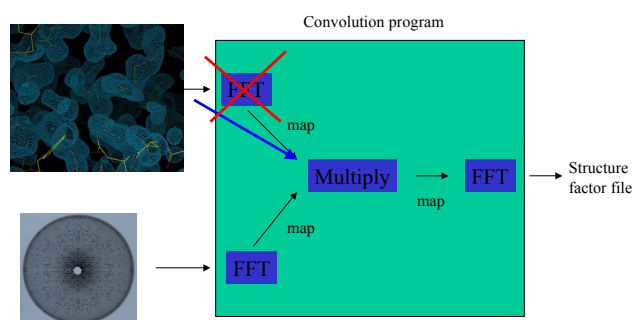 Convolution program
FFT
map
Multiply
map
FFT
Structure
factor file
map
FFT